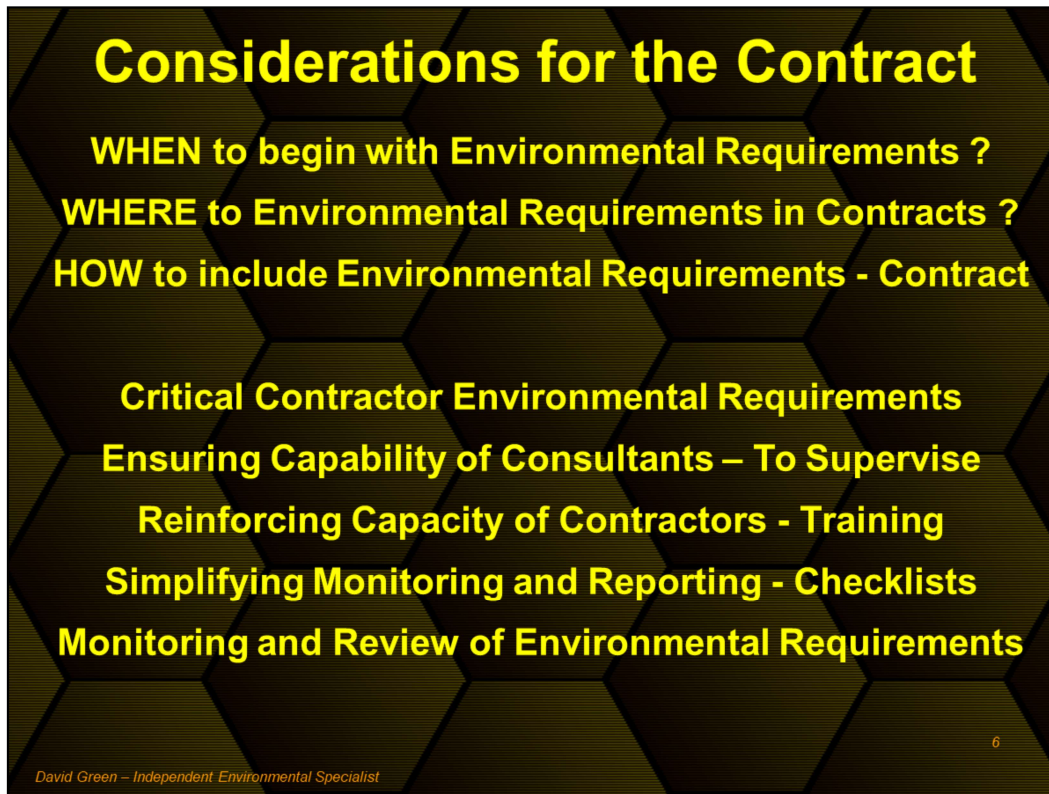 Considerations for the Contract
WHEN to begin with Environmental Requirements ?
WHERE to Environmental Requirements in Contracts ?
HOW to include Environmental Requirements - Contract
Critical Contractor Environmental Requirements
Ensuring Capability of Consultants – To Supervise
Reinforcing Capacity of Contractors - Training
Simplifying Monitoring and Reporting - Checklists
Monitoring and Review of Environmental Requirements
6
David Green – Independent Environmental Specialist